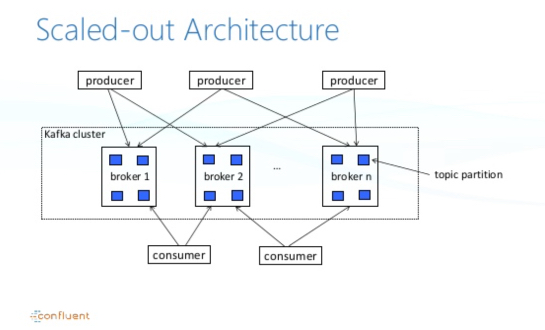 Scaled-out Architecture
producer
producer
producer
Kafka cluster
broker 1
broker 2
...
broker n
topic partition
consumer
consumer
confluent